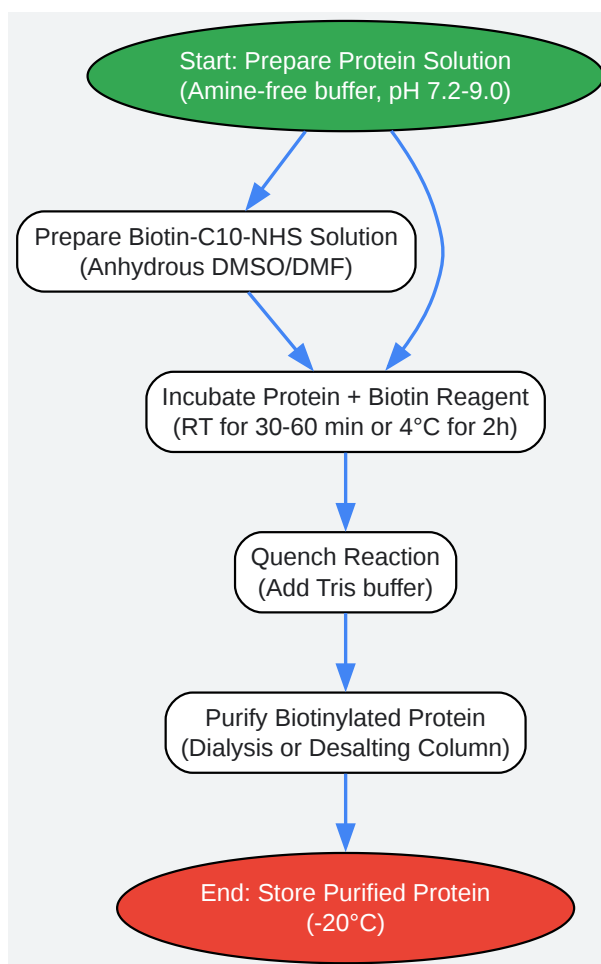 Start: Prepare Protein Solution
(Amine-free buffer, pH 7.2-9.0)
Prepare Biotin-C10-NHS Solution
(Anhydrous DMSO/DMF)
Incubate Protein + Biotin Reagent
(RT for 30-60 min or 4°C for 2h)
Quench Reaction
(Add Tris buffer)
Purify Biotinylated Protein
(Dialysis or Desalting Column)
End: Store Purified Protein
(-20°C)